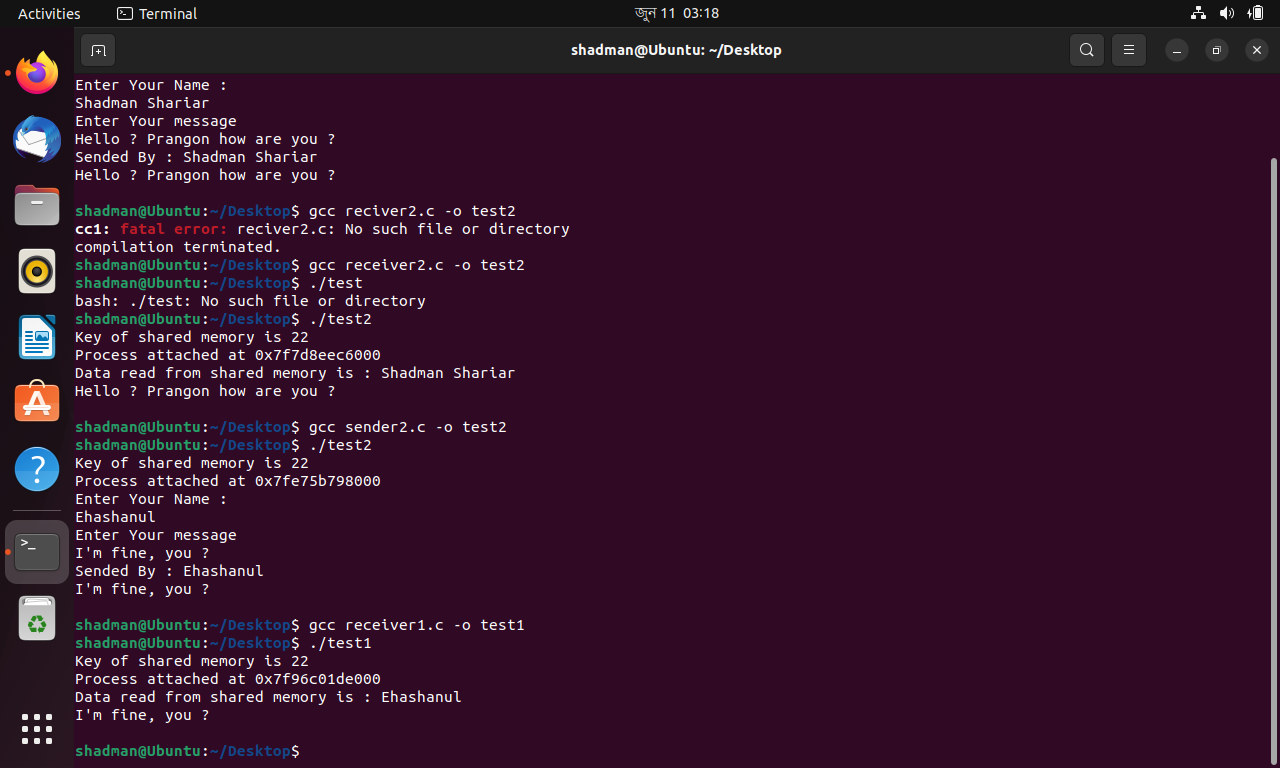 Activities
Terminal
জুন 11 03:18
shadman@Ubuntu: ~/Desktop
Enter Your Name :
Shadman Shariar
Enter Your message
Hello ? Prangon how are you ?
Sended By : Shadman Shariar
Hello ? Prangon how are you ?
shadman@Ubuntu:~/Desktop$ gcc reciver2.c -o test2
cc1: fatal error: reciver2.c: No such file or directory
compilation terminated.
shadman@Ubuntu:~/Desktop$ gcc receiver2.c -o test2
shadman@Ubuntu:~/Desktop$ ./test
bash: ./test: No such file or directory
shadman@Ubuntu:~/Desktop$ ./test2
Key of shared memory is 22
Process attached at 0x7f7d8eec6000
Data read from shared memory is : Shadman Shariar
Hello ? Prangon how are you ?
shadman@Ubuntu:~/Desktop$ gcc sender2.c -o test2
shadman@Ubuntu:~/Desktop$ ./test2
Key of shared memory is 22
Process attached at 0x7fe75b798000
Enter Your Name :
Ehashanul
Enter Your message
I'm fine, you ?
Sended By : Ehashanul
I'm fine, you ?
shadman@Ubuntu:~/Desktop$ gcc receiver1.c -o test1
shadman@Ubuntu:~/Desktop$ ./test1
Key of shared memory is 22
Process attached at 0x7f96c01de000
Data read from shared memory is : Ehashanul
I'm fine, you ?
shadman@Ubuntu:~/Desktop$